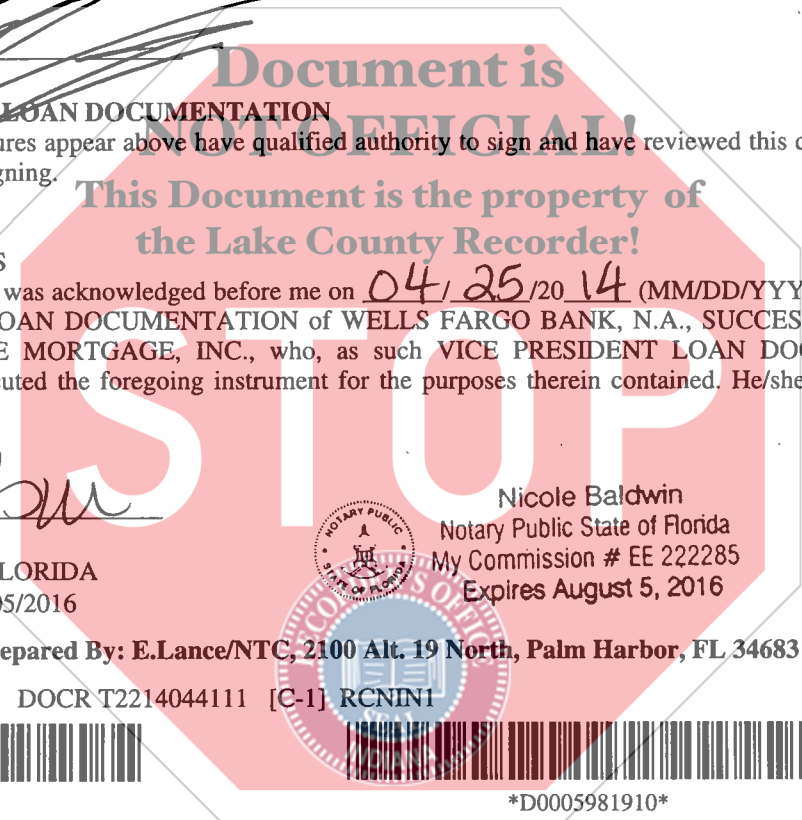 Document is
LOAN DOCUMENTATION
NOT OFFICIAL!
ures appear above have qualified authority to sign and have reviewed this
gning.
This Document is the property of
the Lake County Recorder!
S
was acknowledged before me on 04/25/2014 (MM/DD/YYY
OAN DOCUMENTATION of WELLS FARGO BANK, N.A., SUCCES
E MORTGAGE, INC., who, as such VICE PRESIDENT LOAN DO
uted the foregoing instrument for the purposes therein contained. He/she
STOP
Nicole Baldwin
NOTARY PUBLIC
STATE OF FLORIDA
Notary Public State of Florida
My Commission # EE 222285
Expires August 5, 2016
LORIDA
05/2016
RECORDER'S OFFICE
SEAL
INDIANA
epared By: E.Lance/NTC, 2100 Alt. 19 North, Palm Harbor, FL 34683
DOCR T2214044111 [C-1] RCNIN1
*D0005981910*